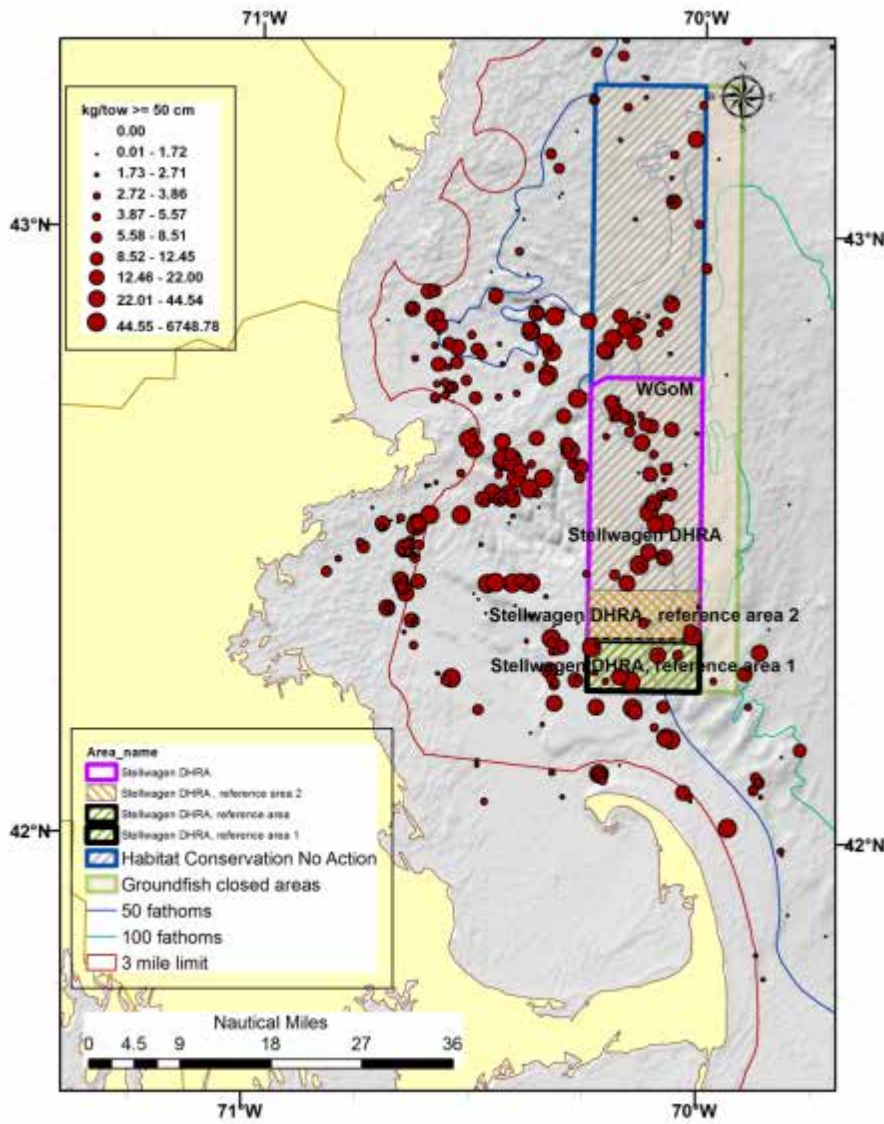 71°W
70°W
kg/tow >= 50 cm
0.00
0.01 - 1.72
1.73 - 2.71
2.72 - 3.86
3.87 - 5.57
5.58 - 8.51
8.52 - 12.45
12.46 - 22.00
22.01 - 44.54
44.55 - 6748.78
43°N
43°N
WGoM
Stellwagen DHRA
Stellwagen DHRA, reference area 2
Stellwagen DHRA, reference area 1
Area_name
Stellwagen DHRA
Stellwagen DHRA, reference area 2
Stellwagen DHRA, reference area
Stellwagen DHRA, reference area 1
Habitat Conservation No Action
Groundfish closed areas
50 fathoms
100 fathoms
3 mile limit
42°N
42°N
Nautical Miles
0 4.5 9 18 27 36
71°W
70°W